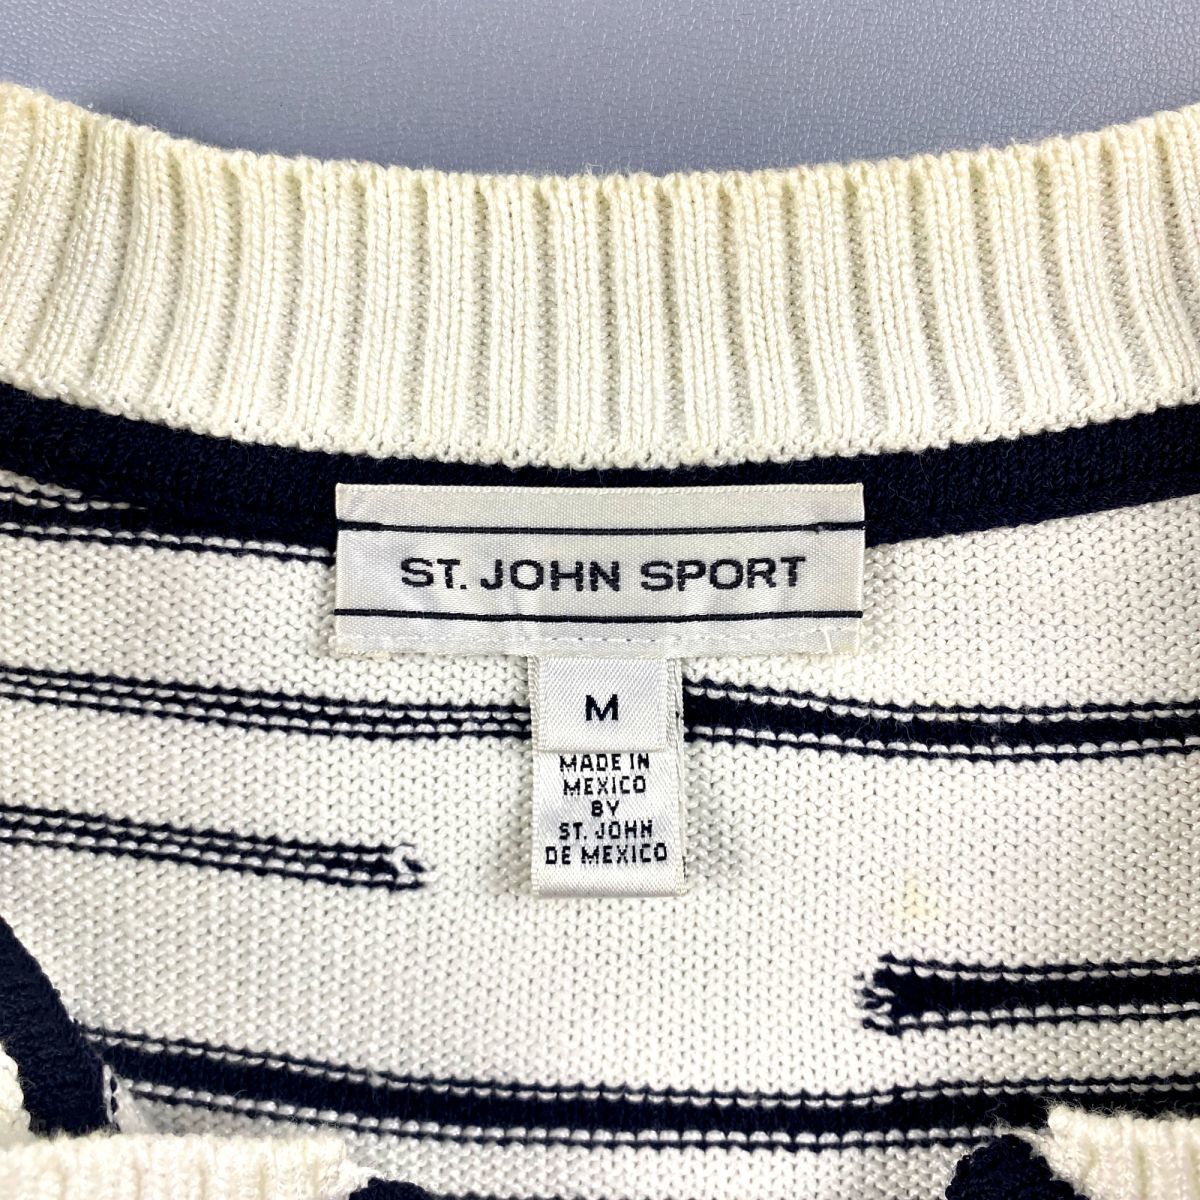 ST. JOHN SPORT
M
MADE IN
MEXICO
BY
ST. JOHN
DE MEXICO